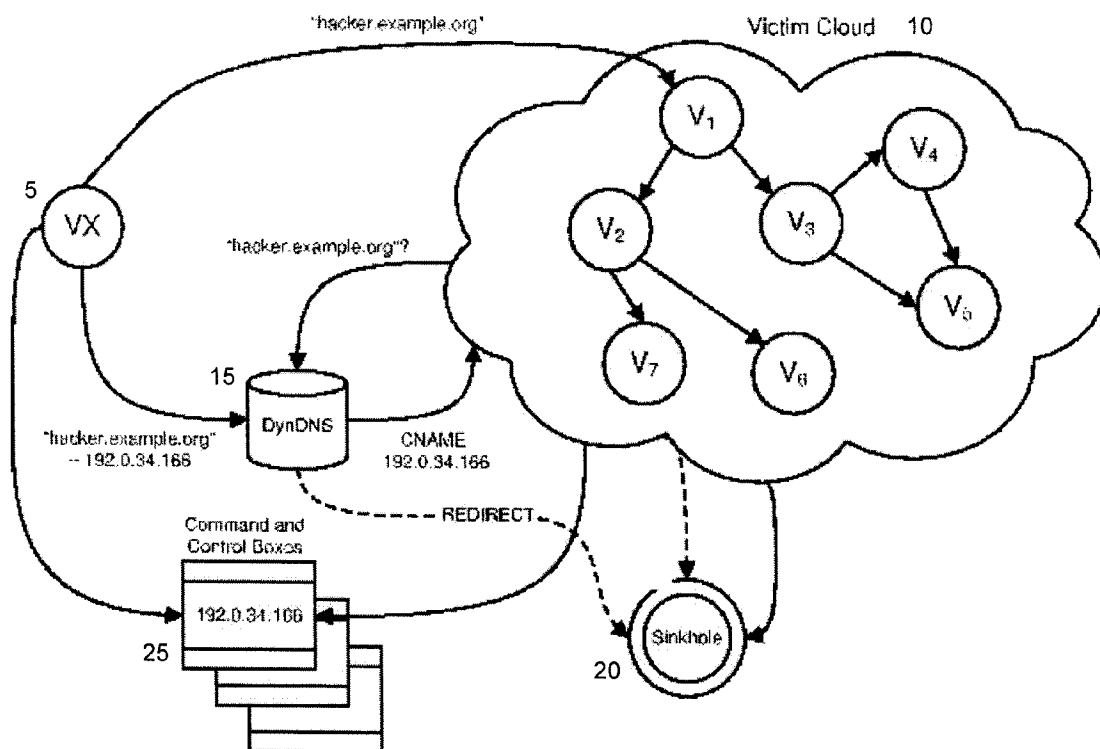 "hacker.example.org"
Victim Cloud 10
V1
V4
5
VX
V2
V3
"hacker.example.org"?
V5
V7
V6
15
DynDNS
"hacker.example.org"
-- 192.0.34.166
CNAME
192.0.34.166
REDIRECT
Command and
Control Boxes
192.0.34.166
Sinkhole
25
20